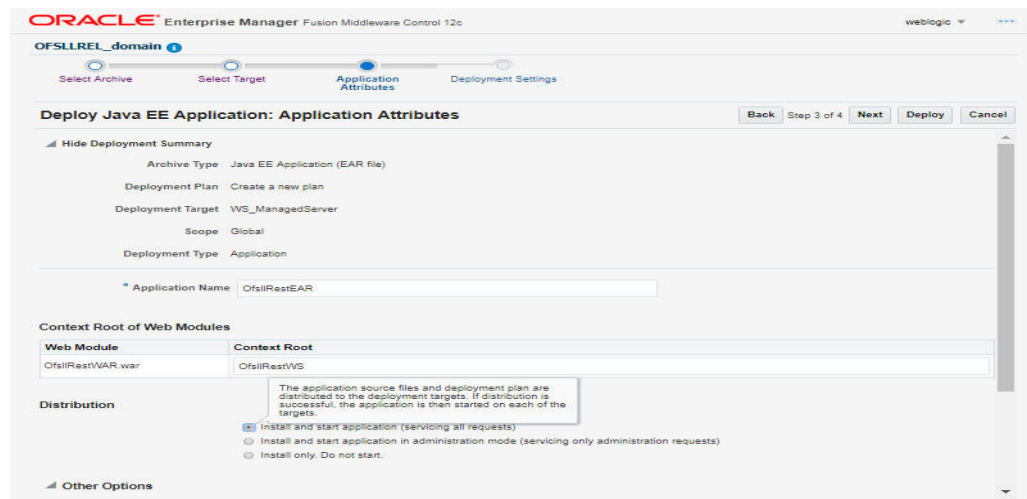 ORACLE® Enterprise Manager Fusion Middleware Control 12c
weblogic
OFSLLREL_domain
Select Archive
Select Target
Application Attributes
Deployment Settings
Deploy Java EE Application: Application Attributes
Back Step 3 of 4 Next Deploy Cancel
Hide Deployment Summary
Archive Type Java EE Application (EAR file)
Deployment Plan Create a new plan
Deployment Target WS_ManagedServer
Scope Global
Deployment Type Application
* Application Name OfsllRestEAR
Context Root of Web Modules
Web Module Context Root
OfsllRestWAR.war OfsllRestWS
The application source files and deployment plan are
distributed to the deployment targets. If distribution is
successful, the application is then started on each of the
targets.
Distribution
Install and start application (servicing all requests)
Install and start application in administration mode (servicing only administration requests)
Install only. Do not start.
Other Options